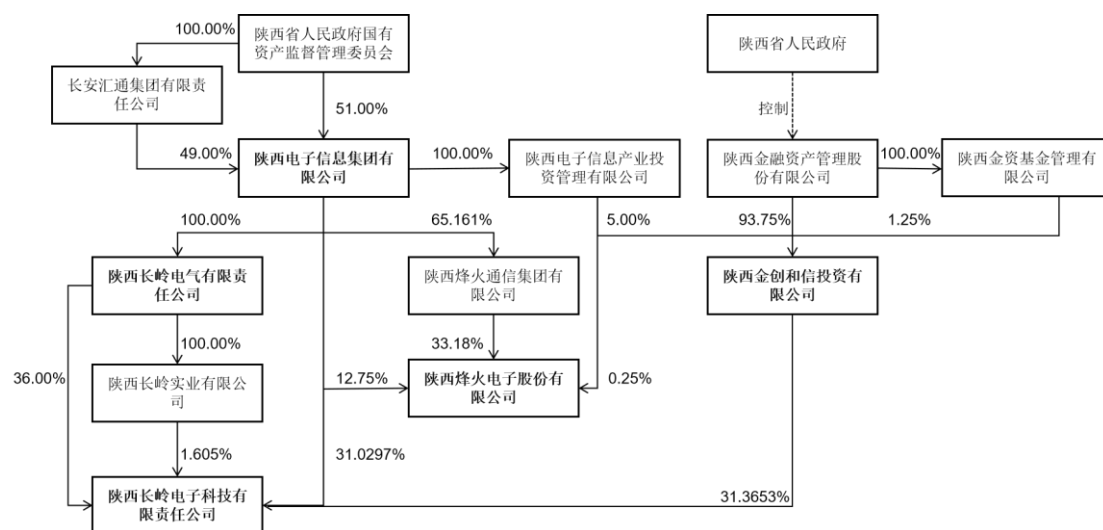 100.00%
陕西省人民政府国有
资产监督管理委员会
陕西省人民政府
长安汇通集团有限责
任公司
51.00%
控制
49.00%
陕西电子信息集团有
限公司
100.00%
陕西电子信息产业投
资管理有限公司
陕西金融资产管理股
份有限公司
100.00%
陕西金资基金管理有
限公司
100.00%
65.161%
5.00%
93.75%
1.25%
陕西长岭电气有限责
任公司
陕西烽火通信集团有
限公司
陕西金创和信投资有
限公司
100.00%
33.18%
36.00%
陕西长岭实业有限公
司
12.75%
陕西烽火电子股份有
限公司
0.25%
1.605%
31.0297%
陕西长岭电子科技有
限责任公司
31.3653%